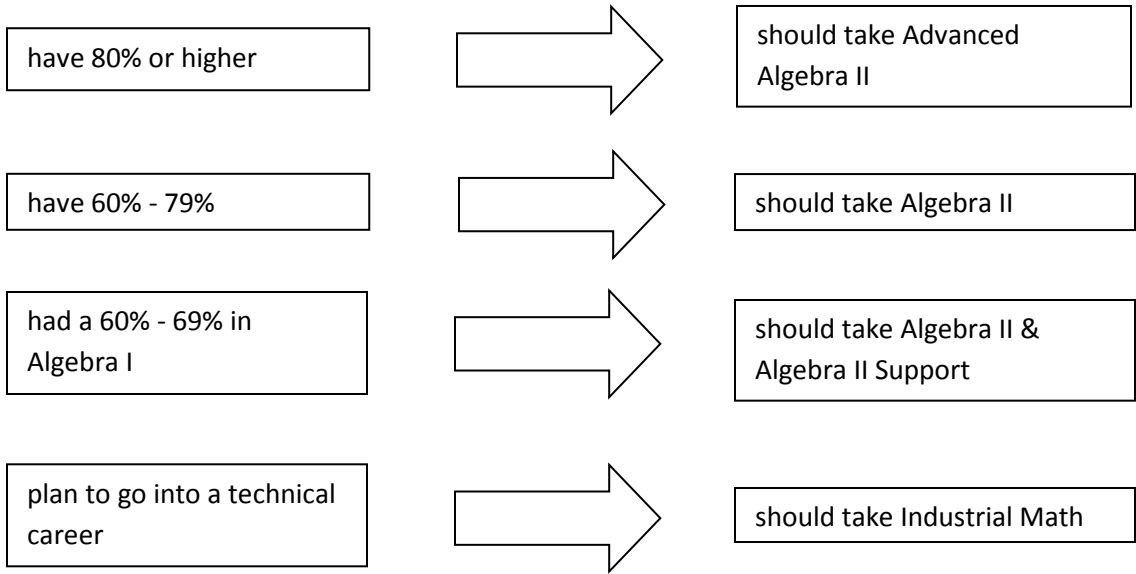 have 80% or higher
should take Advanced
Algebra II
have 60% - 79%
should take Algebra II
had a 60% - 69% in
Algebra I
should take Algebra II &
Algebra II Support
plan to go into a technical
career
should take Industrial Math